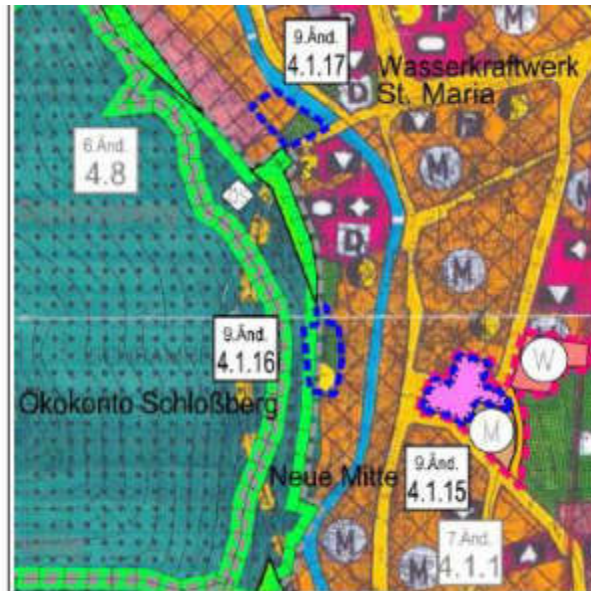 9.Änd.
4.1.17
Wasserkraftwerk
St. Maria
D
M
6.Änd.
4.8
M
D
M
9.Änd.
4.1.16
W
Ökokonto Schloßberg
M
Neue Mitte
9.Änd.
4.1.15
M
7.Änd.
4.1.1
M